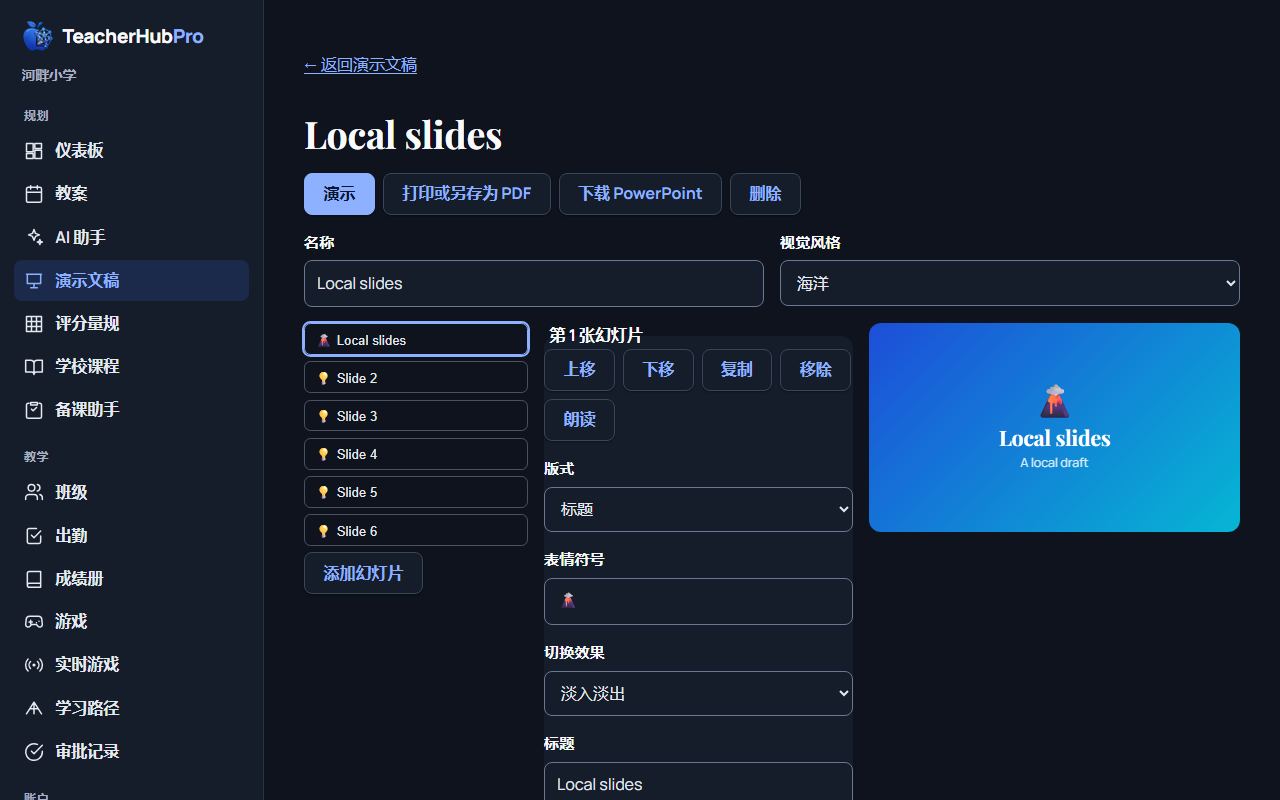 TeacherHubPro
河畔小学
规划
仪表板
教案
AI 助手
演示文稿
评分量规
学校课程
备课助手
教学
班级
出勤
成绩册
游戏
实时游戏
学习路径
审批记录
账户
← 返回演示文稿
Local slides
演示
打印或另存为 PDF
下载 PowerPoint
删除
名称
Local slides
视觉风格
海洋
Local slides
Slide 2
Slide 3
Slide 4
Slide 5
Slide 6
添加幻灯片
第 1 张幻灯片
上移
下移
复制
移除
朗读
版式
标题
表情符号
切换效果
淡入淡出
标题
Local slides
Local slides
A local draft